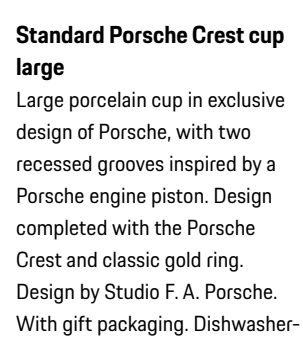 Standard Porsche Crest cup
large
Large porcelain cup in exclusive
design of Porsche, with two
recessed grooves inspired by a
Porsche engine piston. Design
completed with the Porsche
Crest and classic gold ring.
Design by Studio F. A. Porsche.
With gift packaging. Dishwasher-